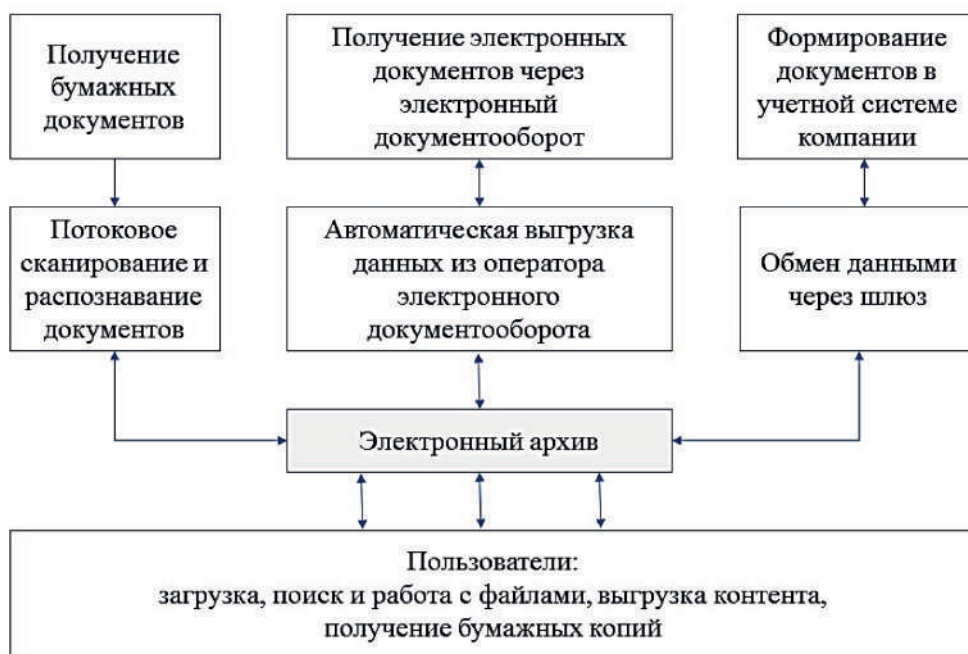 Получение
бумажных
документов
Получение электронных
документов через
электронный
документооборот
Формирование
документов в
учетной системе
компании
Потоковое
сканирование и
распознавание
документов
Автоматическая выгрузка
данных из оператора
электронного
документооборота
Обмен данными
через шлюз
Электронный архив
Пользователи:
загрузка, поиск и работа с файлами, выгрузка контента,
получение бумажных копий